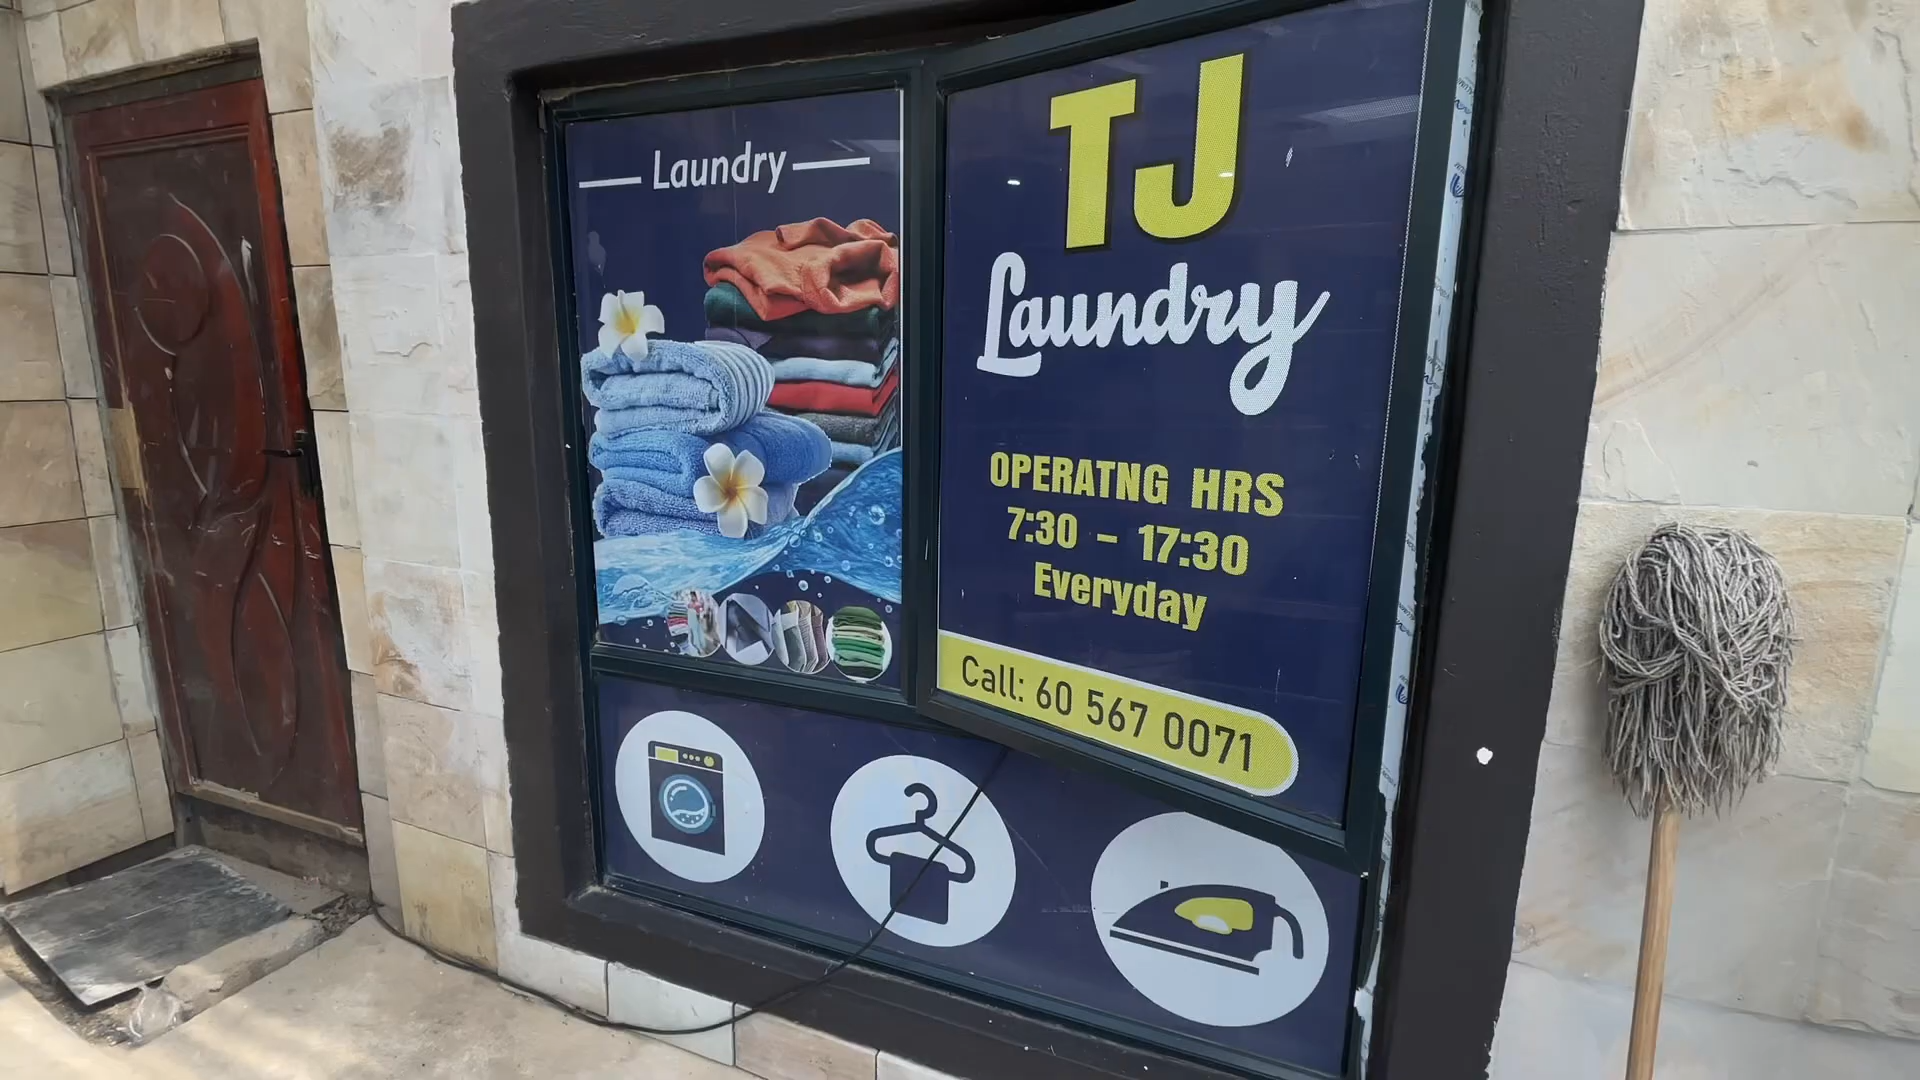 Laundry
TJ
Laundry
OPERATNG HRS
7:30 - 17:30
Everyday
Call: 60 567 0071